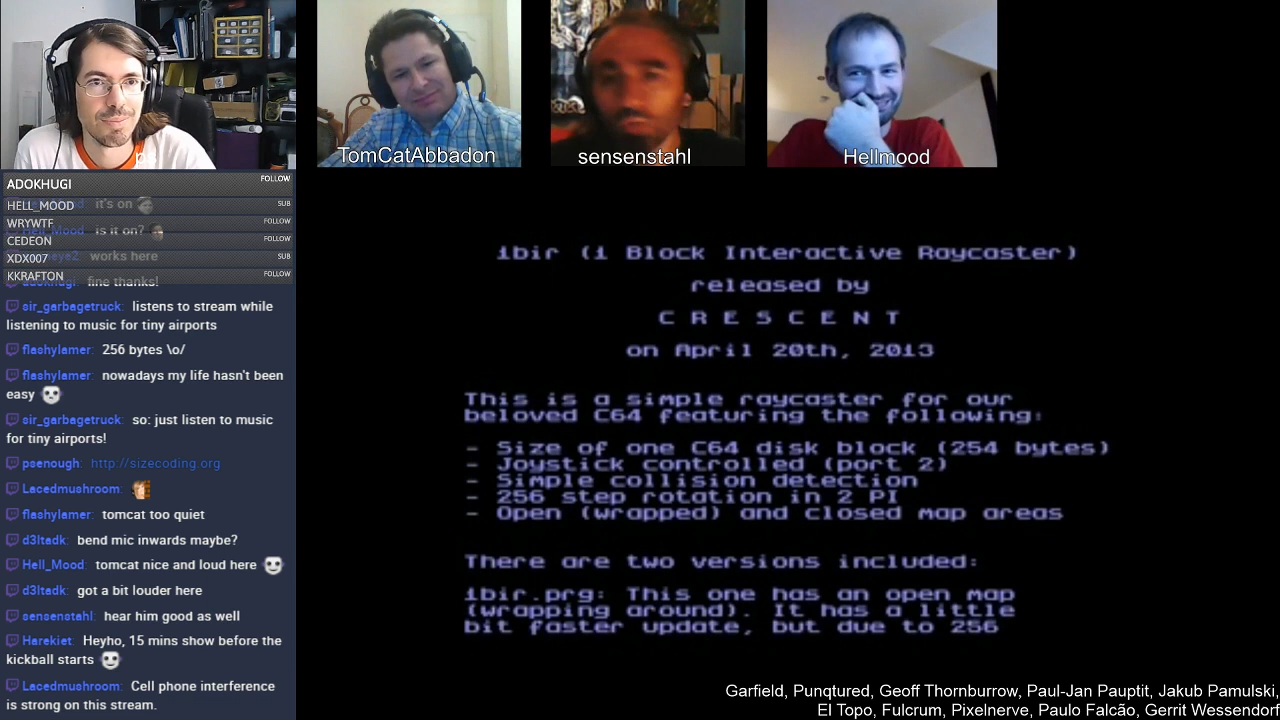 TomCatAbbadon
sensenstahl
Hellmood
ADOKHUGI FOLLOW
HELL_MOOD SUB
it's on
WRYWTF FOLLOW
is it on?
CEDEON FOLLOW
works here
XDX007 SUB
KKRAFTON FOLLOW
adokhugi: fine thanks!
sir_garbagetruck: listens to stream while
listening to music for tiny airports
flashylamer: 256 bytes \o/
flashylamer: nowadays my life hasn't been
easy
sir_garbagetruck: so: just listen to music
for tiny airports!
psenough: http://sizecoding.org
Lacedmushroom:
flashylamer: tomcat too quiet
d3ltadk: bend mic inwards maybe?
Hell_Mood: tomcat nice and loud here
d3ltadk: got a bit louder here
sensenstahl: hear him good as well
Harekiet: Heyho, 15 mins show before the
kickball starts
Lacedmushroom: Cell phone interference
is strong on this stream.
1bir (1 Block Interactive Raycaster)
released by
C R E S C E N T
on April 20th, 2013
This is a simple raycaster for our
beloved C64 featuring the following:
- Size of one C64 disk block (254 bytes)
- Joystick controlled (port 2)
- Simple collision detection
- 256 step rotation in 2 PI
- Open (wrapped) and closed map areas
There are two versions included:
1bir.prg: This one has an open map
(wrapping around). It has a little
bit faster update, but due to 256
Garfield, Punqtured, Geoff Thornburrow, Paul-Jan Pauptit, Jakub Pamulski,
El Topo, Fulcrum, Pixelnerve, Paulo Falcão, Gerrit Wessendorf